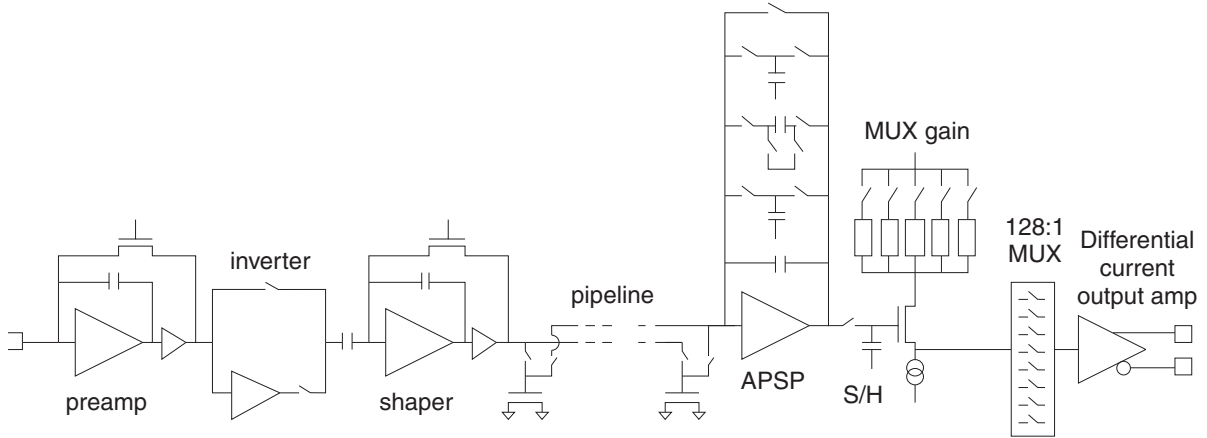 MUX gain
128:1
MUX
Differential
current
output amp
inverter
pipeline
preamp
shaper
APSP
S/H